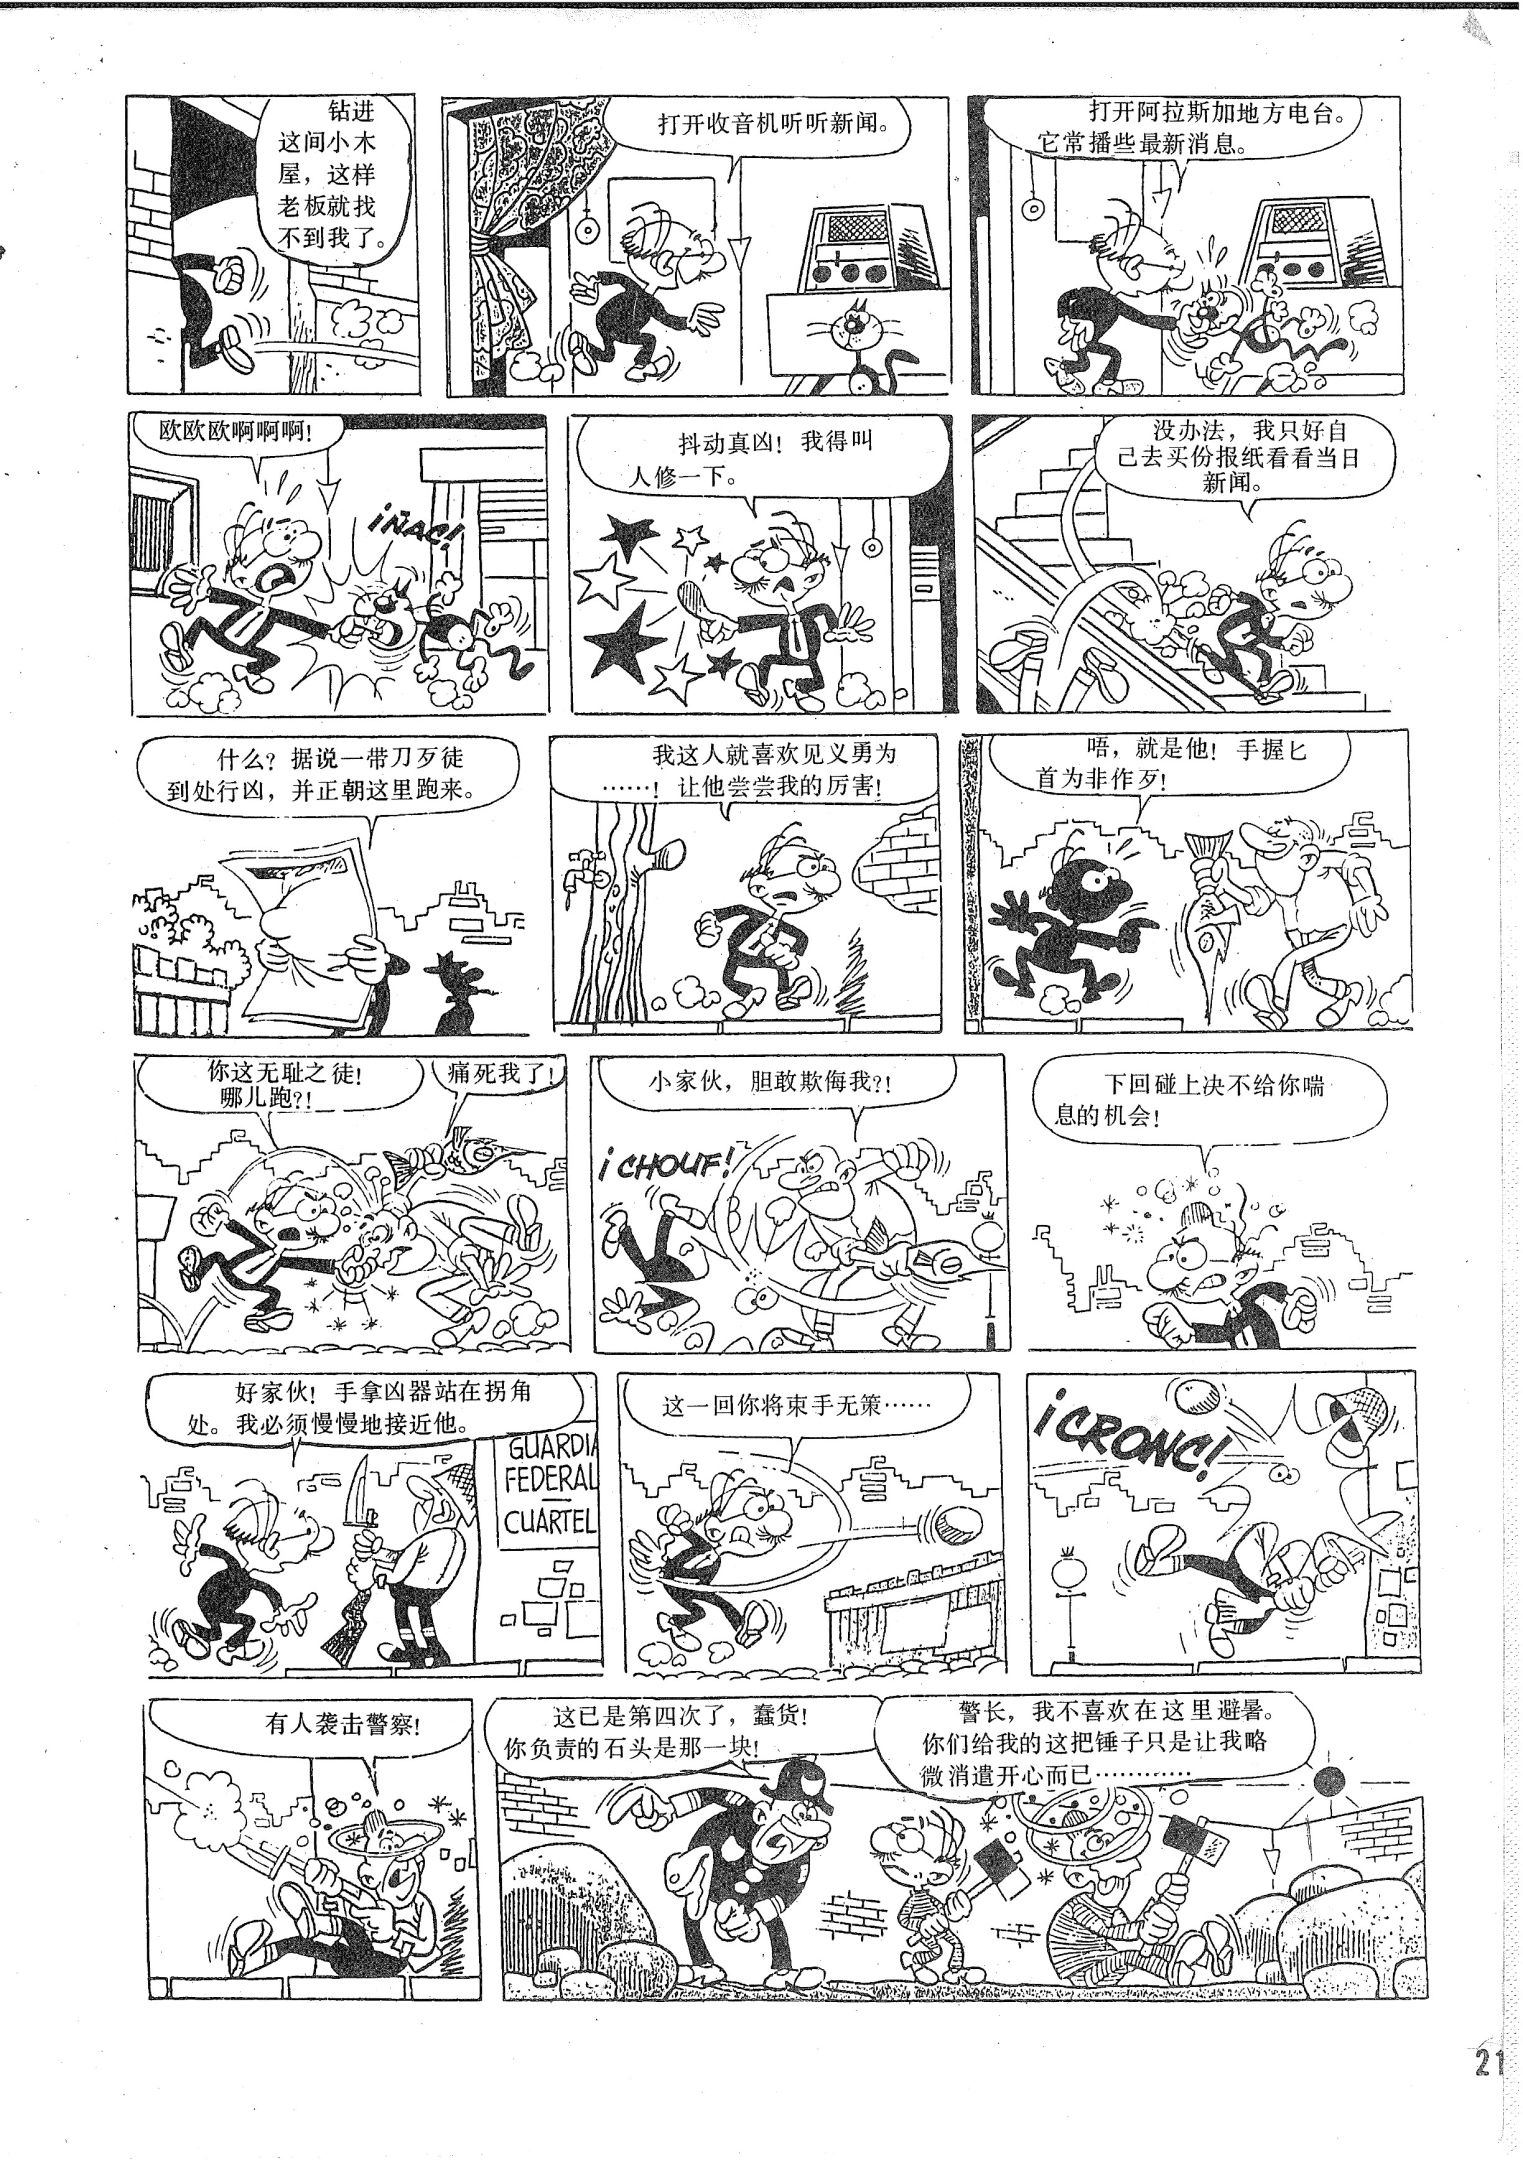 钻进
这间小木
屋，这样
老板就找
不到我了。
打开收音机听听新闻。
打开阿拉斯加地方电台。
它常播些最新消息。
欧欧欧啊啊啊！
¡ÑAC!
抖动真凶！我得叫
人修一下。
没办法，我只好自
己去买份报纸看看当日
新闻。
什么？据说一带刀歹徒
到处行凶，并正朝这里跑来。
我这人就喜欢见义勇为
……！让他尝尝我的厉害！
唔，就是他！手握匕
首为非作歹！
你这无耻之徒！
哪儿跑？！
痛死我了！
小家伙，胆敢欺侮我？！
¡CHOUF!
下回碰上决不给你喘
息的机会！
好家伙！手拿凶器站在拐角
处。我必须慢慢地接近他。
GUARDIA
FEDERAL
CUARTEL
这一回你将束手无策……
¡CRONC!
有人袭击警察！
这已是第四次了，蠢货！
你负责的石头是那一块！
警长，我不喜欢在这里避暑。
你们给我的这把锤子只是让我略
微消遣开心而已…………
21